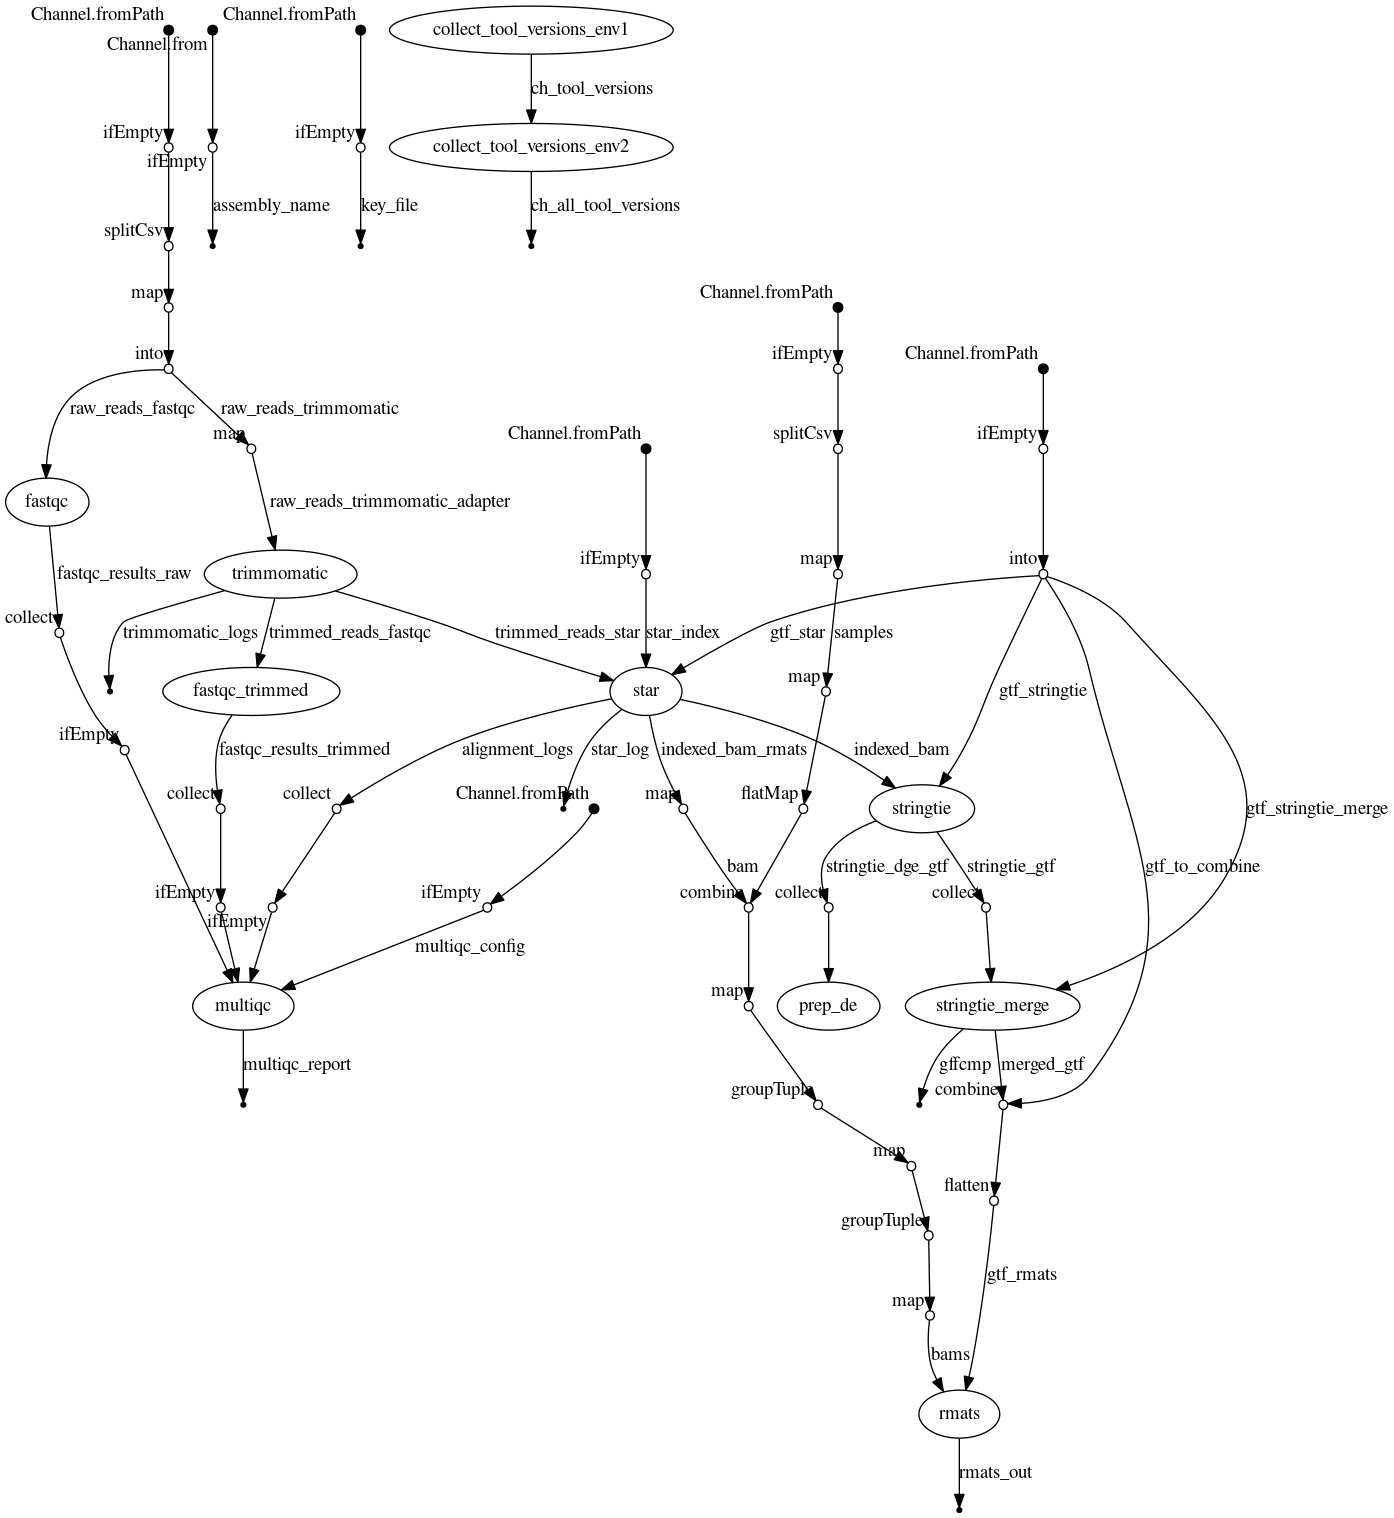 Channel.fromPath
Channel.fromPath
collect_tool_versions_env1
Channel.from
ch_tool_versions
ifEmpty
ifEmpty
collect_tool_versions_env2
ifEmpty
assembly_name
key_file
ch_all_tool_versions
splitCsv
map
Channel.fromPath
into
ifEmpty
Channel.fromPath
raw_reads_fastqc
raw_reads_trimmomatic
map
Channel.fromPath
splitCsv
ifEmpty
fastqc
raw_reads_trimmomatic_adapter
ifEmpty
map
into
fastqc_results_raw
trimmomatic
collect
trimmomatic_logs
trimmed_reads_fastqc
trimmed_reads_star
star_index
gtf_star
samples
map
fastqc_trimmed
star
gtf_stringtie
ifEmpty
fastqc_results_trimmed
alignment_logs
star_log
indexed_bam_rmats
indexed_bam
collect
collect
Channel.fromPath
map
flatMap
stringtie
gtf_stringtie_merge
bam
stringtie_dge_gtf
stringtie_gtf
gtf_to_combine
ifEmpty
ifEmpty
combine
collect
collect
ifEmpty
multiqc_config
map
multiqc
prep_de
stringtie_merge
multiqc_report
gffcmp
merged_gtf
groupTuple
combine
map
flatten
groupTuple
gtf_rmats
map
bams
rmats
rmats_out